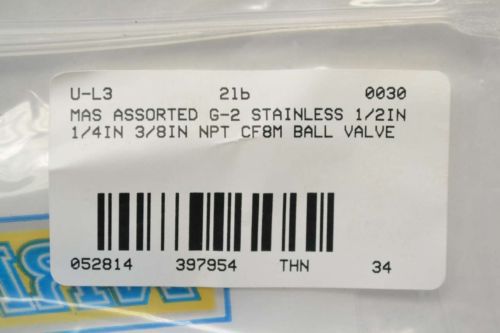 U-L3 2lb 0030
MAS ASSORTED G-2 STAINLESS 1/2IN
1/4IN 3/8IN NPT CF8M BALL VALVE
052814 397954 THN 34